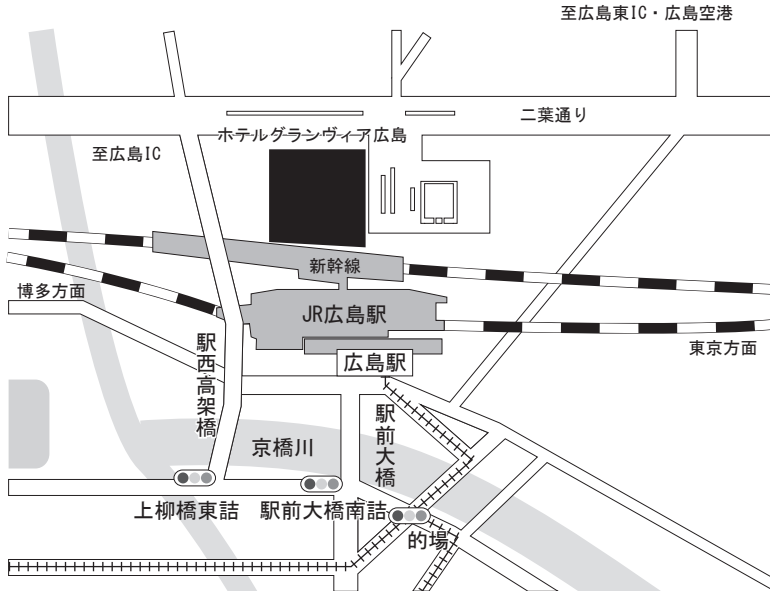 至広島東IC・広島空港
二葉通り
ホテルグランヴィア広島
至広島IC
新幹線
博多方面
JR広島駅
東京方面
広島駅
駅西高架橋
駅前大橋
京橋川
上柳橋東詰
駅前大橋南詰
的場